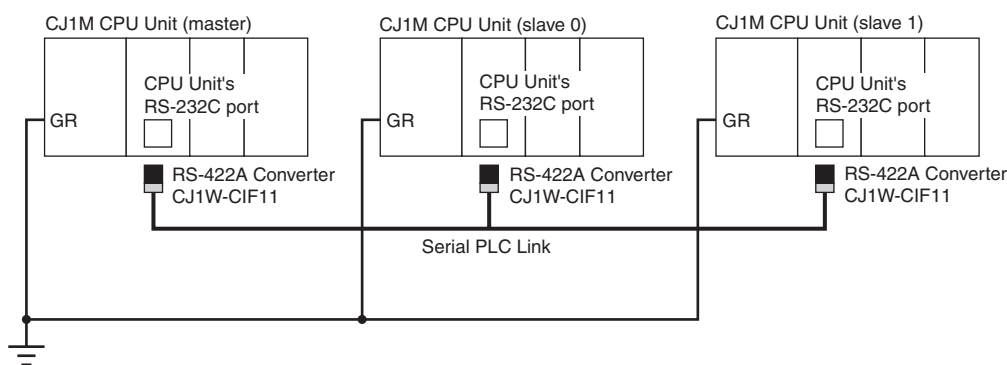 CJ1M CPU Unit (master)
CJ1M CPU Unit (slave 0)
CJ1M CPU Unit (slave 1)
CPU Unit's
RS-232C port
GR
CPU Unit's
RS-232C port
GR
CPU Unit's
RS-232C port
GR
RS-422A Converter
CJ1W-CIF11
RS-422A Converter
CJ1W-CIF11
RS-422A Converter
CJ1W-CIF11
Serial PLC Link